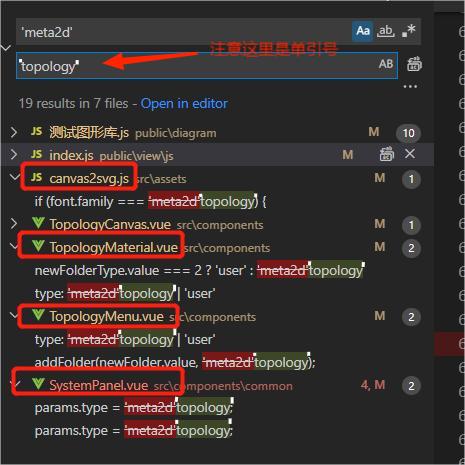 'meta2d' Aa ab .*
'topology' AB 注意这里是单引号
...
19 results in 7 files - Open in editor
JS 测试图形库.js public\diagram M 10
JS index.js public\view\js M
JS canvas2svg.js src\assets M 1
if (font.family === 'meta2d'topology) {
TopologyCanvas.vue src\components M 1
TopologyMaterial.vue src\components M 2
newFolderType.value === 2 ? 'user' : 'meta2d'topology
type: 'meta2d'topology | 'user'
TopologyMenu.vue src\components M 2
type: 'meta2d'topology | 'user'
addFolder(newFolder.value, 'meta2d'topology);
SystemPanel.vue src\components\common 4, M 2
params.type = 'meta2d'topology;
params.type = 'meta2d'topology;